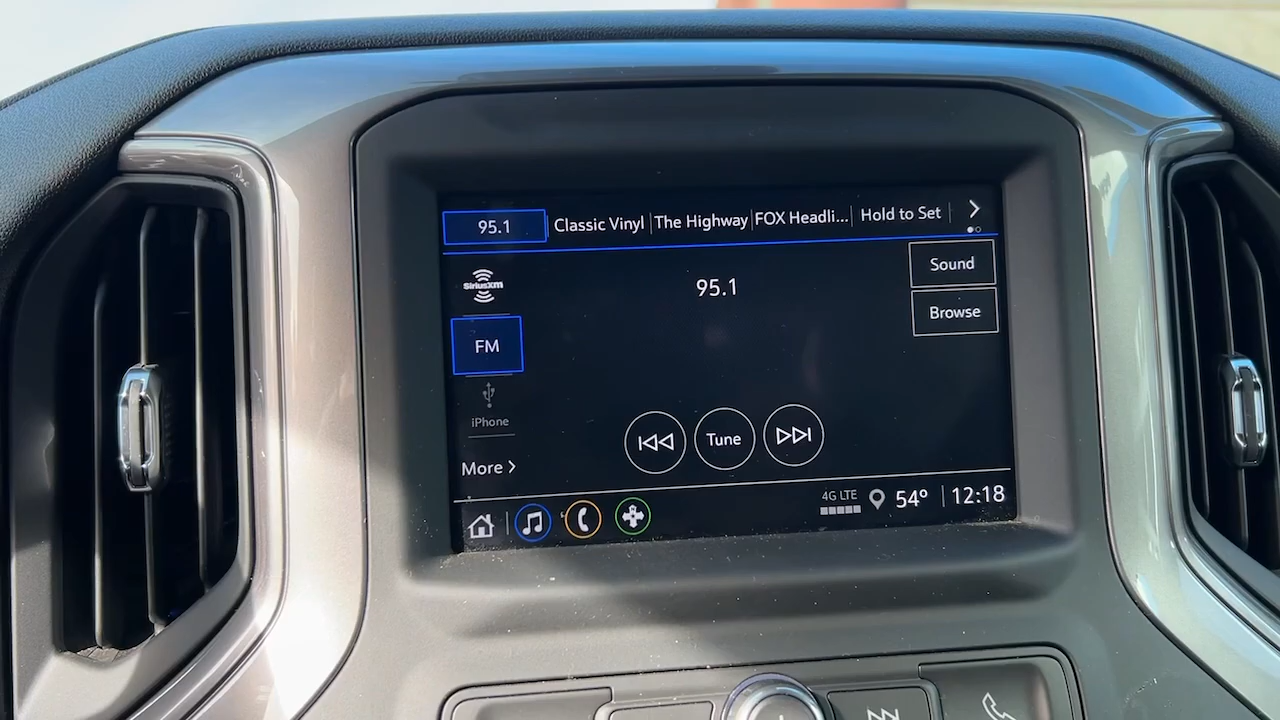 95.1 Classic Vinyl The Highway FOX Headli... Hold to Set
SiriusXM
95.1
Sound
Browse
FM
iPhone
Tune
More
4G LTE 54° 12:18